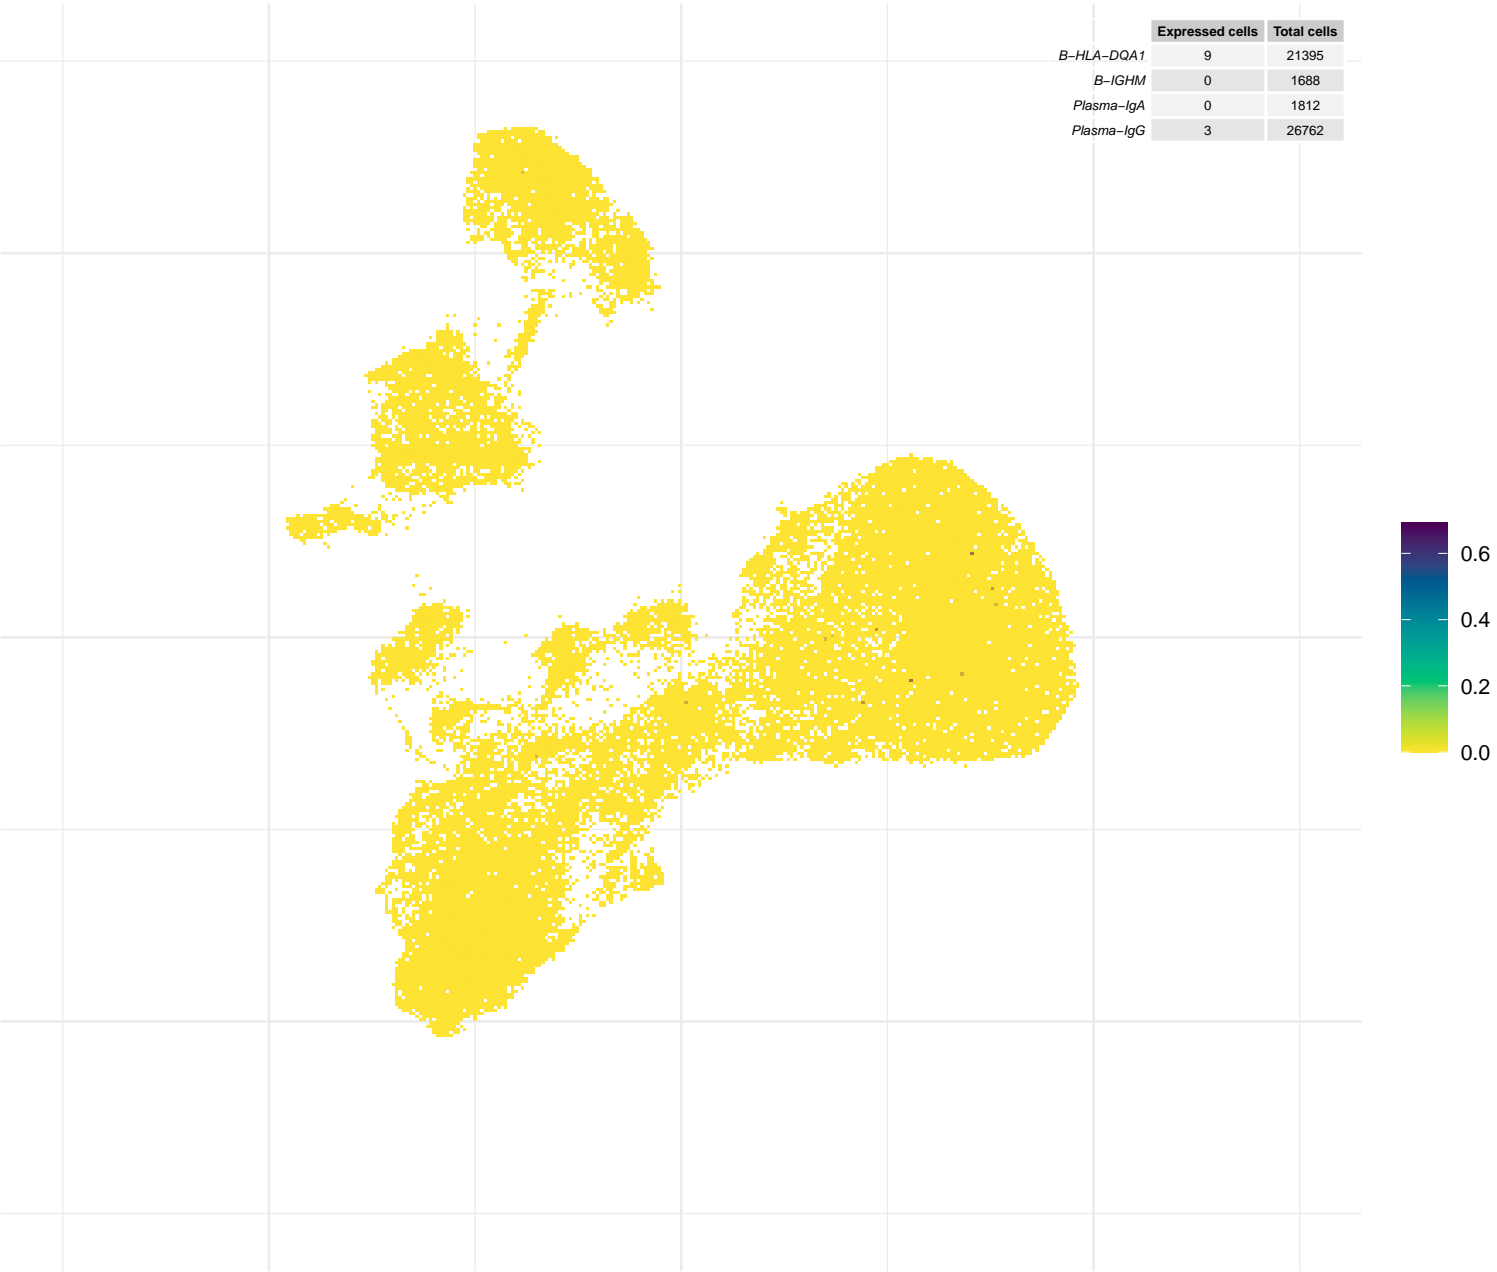 Expressed cells Total cells
B−HLA−DQA1 9 21395
B−IGHM 0 1688
Plasma−IgA 0 1812
Plasma−IgG 3 26762
0.6
0.4
0.2
0.0